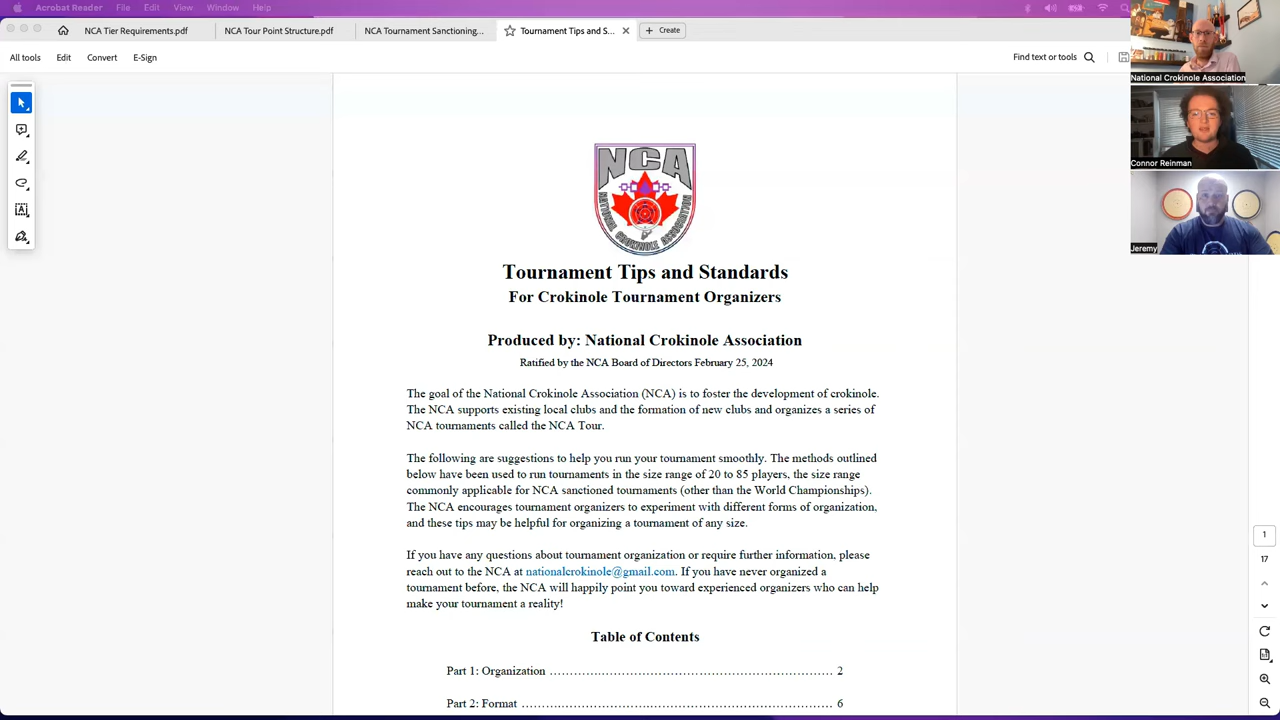 Acrobat Reader File Edit View Window Help
NCA Tier Requirements.pdf NCA Tour Point Structure.pdf NCA Tournament Sanctioning... Tournament Tips and S... Create
All tools Edit Convert E-Sign Find text or tools
National Crokinole Association
Connor Reinman
Jeremy
NCA
NATIONAL CROKINOLE ASSOCIATION
Tournament Tips and Standards
For Crokinole Tournament Organizers
Produced by: National Crokinole Association
Ratified by the NCA Board of Directors February 25, 2024
The goal of the National Crokinole Association (NCA) is to foster the development of crokinole.
The NCA supports existing local clubs and the formation of new clubs and organizes a series of
NCA tournaments called the NCA Tour.
The following are suggestions to help you run your tournament smoothly. The methods outlined
below have been used to run tournaments in the size range of 20 to 85 players, the size range
commonly applicable for NCA sanctioned tournaments (other than the World Championships).
The NCA encourages tournament organizers to experiment with different forms of organization,
and these tips may be helpful for organizing a tournament of any size.
If you have any questions about tournament organization or require further information, please
reach out to the NCA at nationalcrokinole@gmail.com. If you have never organized a
tournament before, the NCA will happily point you toward experienced organizers who can help
make your tournament a reality!
Table of Contents
Part 1: Organization ........................................................ 2
Part 2: Format ............................................................. 6
1
17